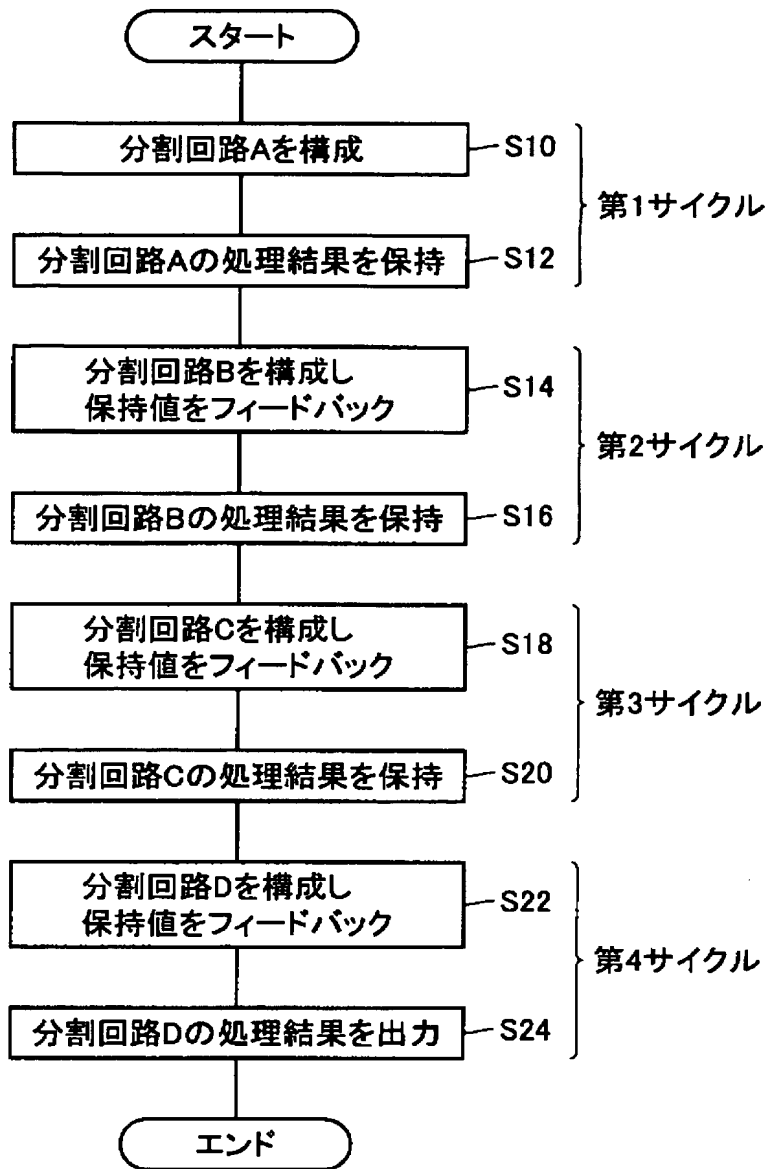 スタート
分割回路Aを構成
S10
第1サイクル
分割回路Aの処理結果を保持
S12
分割回路Bを構成し
保持値をフィードバック
S14
第2サイクル
分割回路Bの処理結果を保持
S16
分割回路Cを構成し
保持値をフィードバック
S18
第3サイクル
分割回路Cの処理結果を保持
S20
分割回路Dを構成し
保持値をフィードバック
S22
第4サイクル
分割回路Dの処理結果を出力
S24
エンド